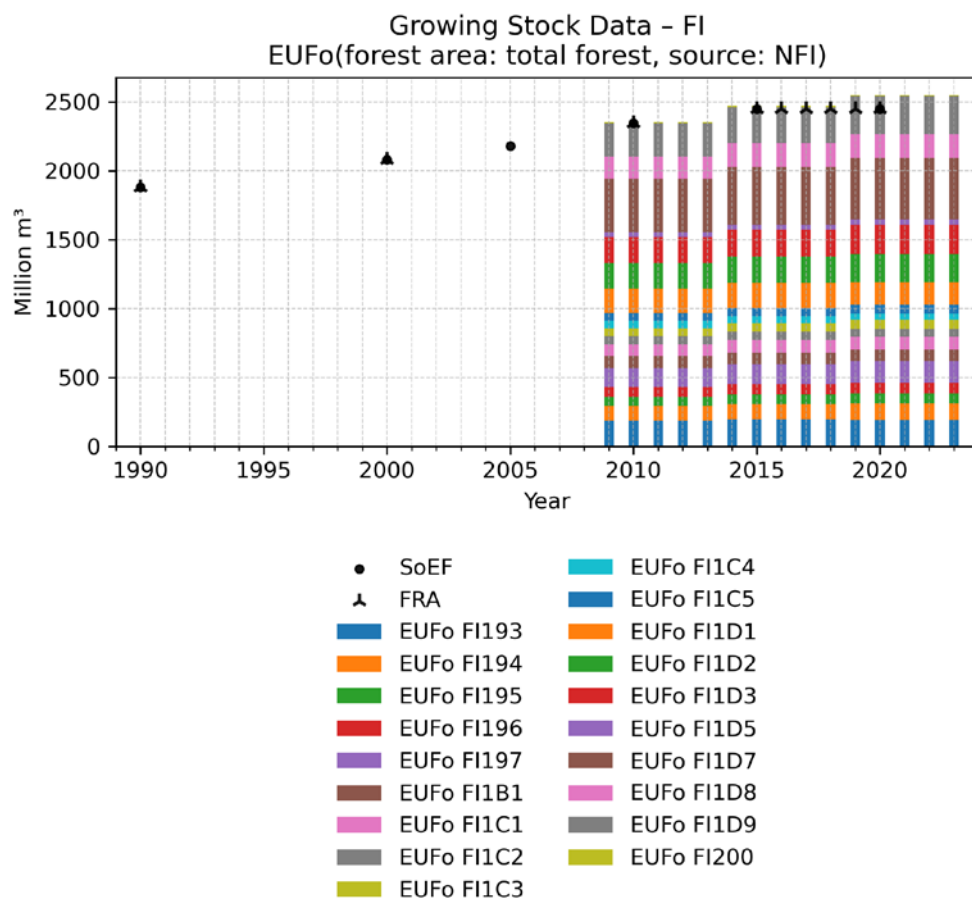 Growing Stock Data – FI
EUFo(forest area: total forest, source: NFI)
2500
2000
1500
1000
500
0
Million m³
1990
1995
2000
2005
2010
2015
2020
Year
SoEF
FRA
EUFo FI193
EUFo FI194
EUFo FI195
EUFo FI196
EUFo FI197
EUFo FI1B1
EUFo FI1C1
EUFo FI1C2
EUFo FI1C3
EUFo FI1C4
EUFo FI1C5
EUFo FI1D1
EUFo FI1D2
EUFo FI1D3
EUFo FI1D5
EUFo FI1D7
EUFo FI1D8
EUFo FI1D9
EUFo FI200